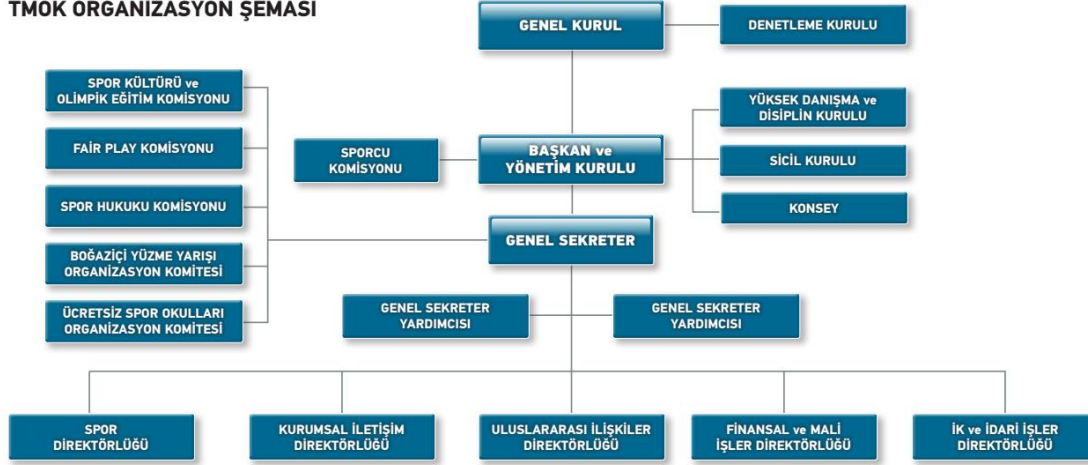 TMOK ORGANİZASYON ŞEMASI
GENEL KURUL
DENETLEME KURULU
SPOR KÜLTÜRÜ ve
OLİMPİK EĞİTİM KOMİSYONU
FAIR PLAY KOMİSYONU
SPOR HUKUKU KOMİSYONU
BOĞAZİÇİ YÜZME YARIŞI
ORGANİZASYON KOMİTESİ
ÜCRETSİZ SPOR OKULLARI
ORGANİZASYON KOMİTESİ
SPORCU
KOMİSYONU
BAŞKAN ve
YÖNETİM KURULU
YÜKSEK DANIŞMA ve
DİSİPLİN KURULU
SİCİL KURULU
KONSEY
GENEL SEKRETER
GENEL SEKRETER
YARDIMCISI
GENEL SEKRETER
YARDIMCISI
SPOR
DİREKTÖRLÜĞÜ
KURUMSAL İLETİŞİM
DİREKTÖRLÜĞÜ
ULUSLARARASI İLİŞKİLER
DİREKTÖRLÜĞÜ
FİNANSAL ve MALİ
İŞLER DİREKTÖRLÜĞÜ
İK ve İDARİ İŞLER
DİREKTÖRLÜĞÜ